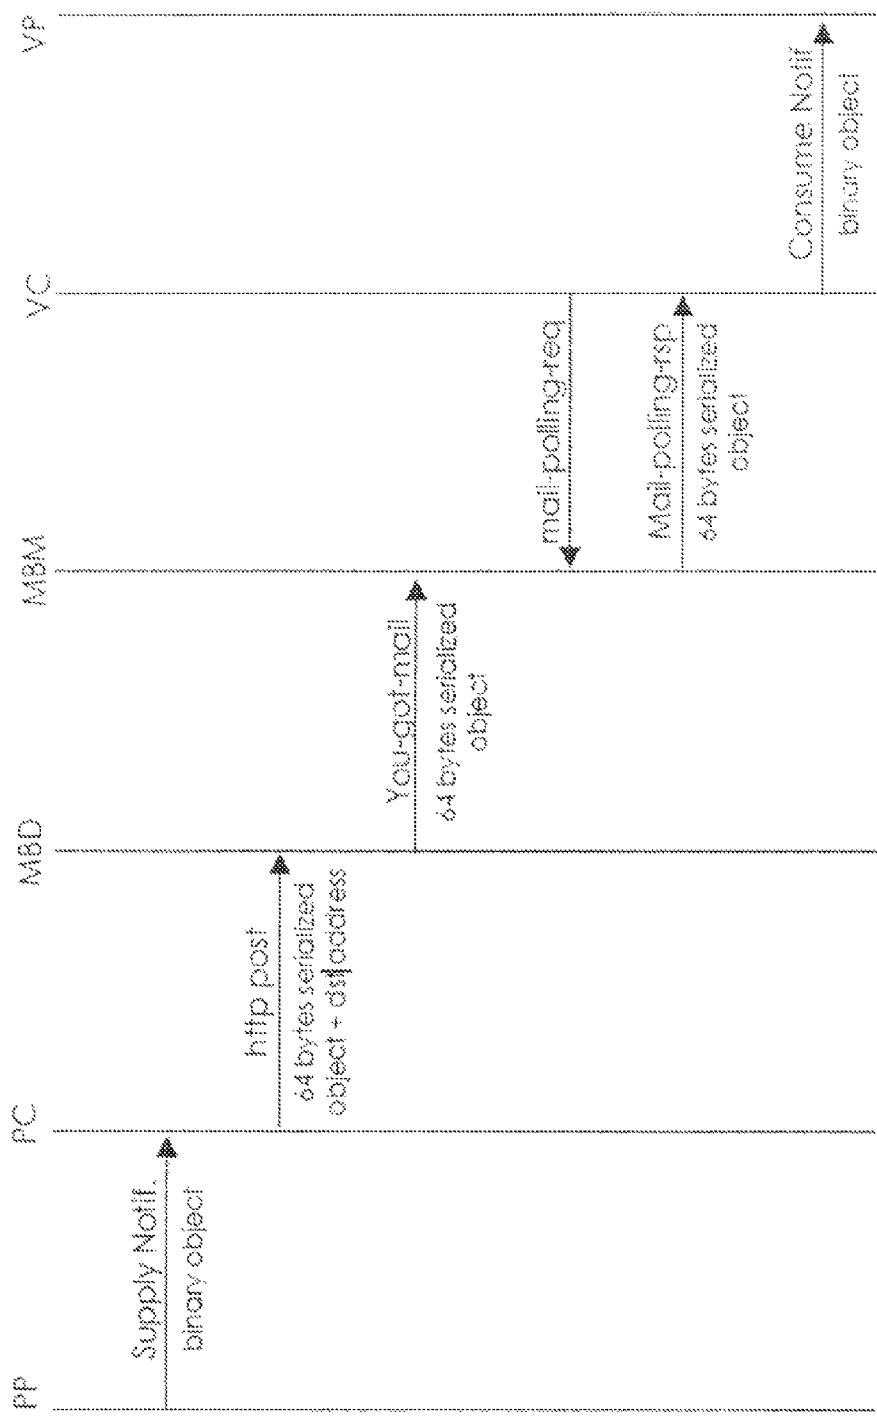 PP
PC
MBD
MBM
VC
VP
Supply Notif.
binary object
http post
64 bytes serialized
object + dst address
You-got-mail
64 bytes serialized
object
mail-polling-req
Mail-polling-rsp
64 bytes serialized
object
Consume Notif
binary object